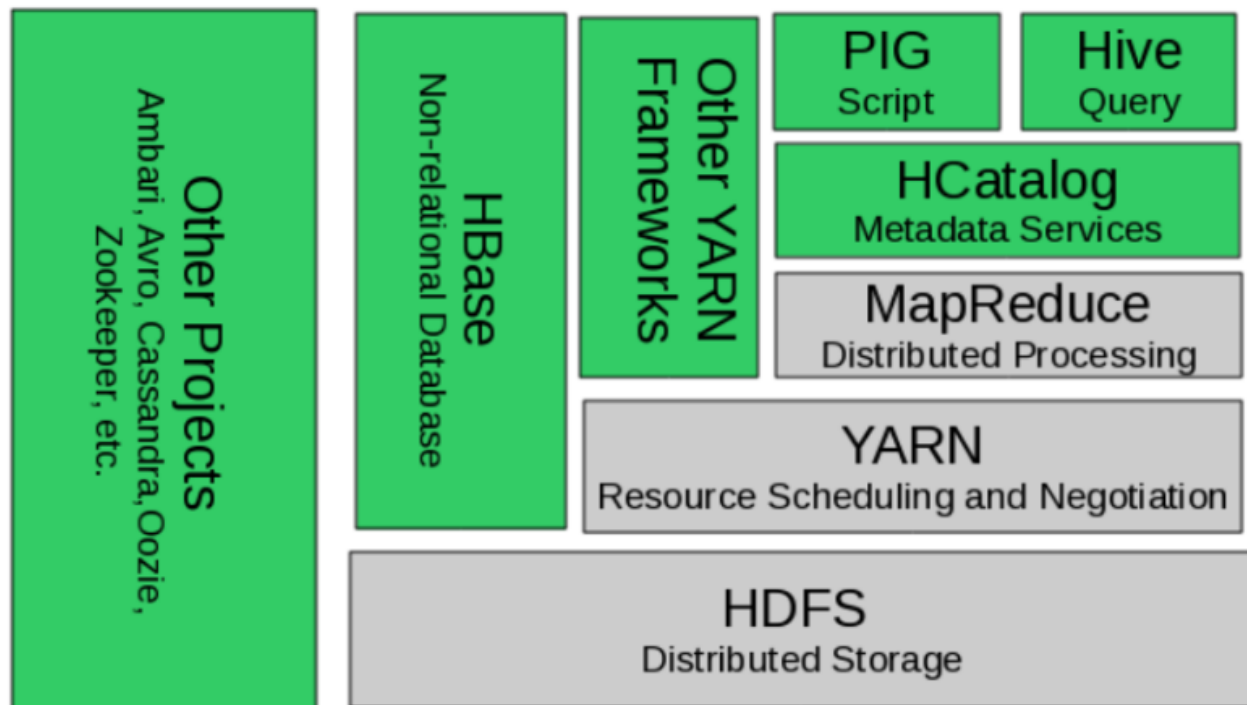 Other Projects
Ambari, Avro, Cassandra, Oozie,
Zookeeper, etc.
HBase
Non-relational Database
Other YARN
Frameworks
PIG
Script
Hive
Query
HCatalog
Metadata Services
MapReduce
Distributed Processing
YARN
Resource Scheduling and Negotiation
HDFS
Distributed Storage